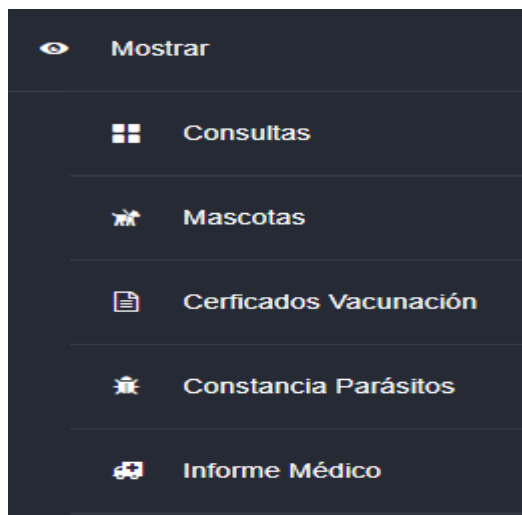 Mostrar
Consultas
Mascotas
Cerficados Vacunación
Constancia Parásitos
Informe Médico